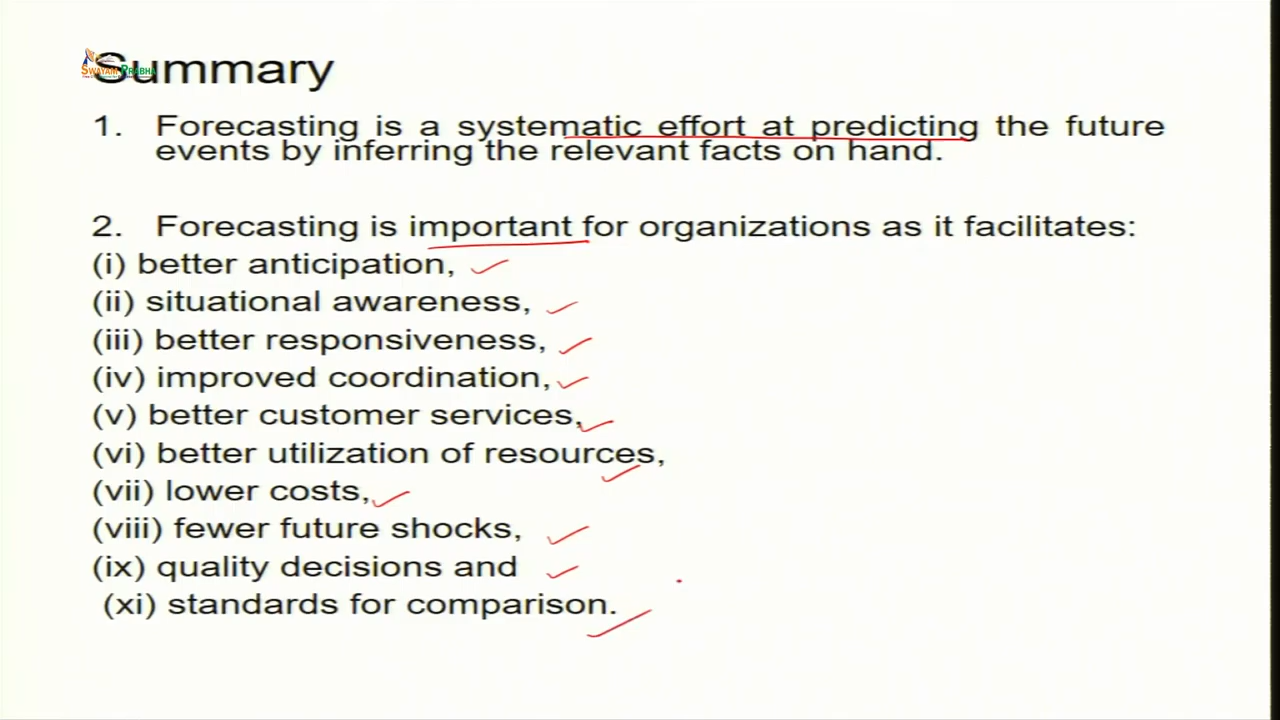 Summary
SWAYAM PRABHA
1. Forecasting is a systematic effort at predicting the future
events by inferring the relevant facts on hand.
2. Forecasting is important for organizations as it facilitates:
(i) better anticipation,
(ii) situational awareness,
(iii) better responsiveness,
(iv) improved coordination,
(v) better customer services,
(vi) better utilization of resources,
(vii) lower costs,
(viii) fewer future shocks,
(ix) quality decisions and
(xi) standards for comparison.